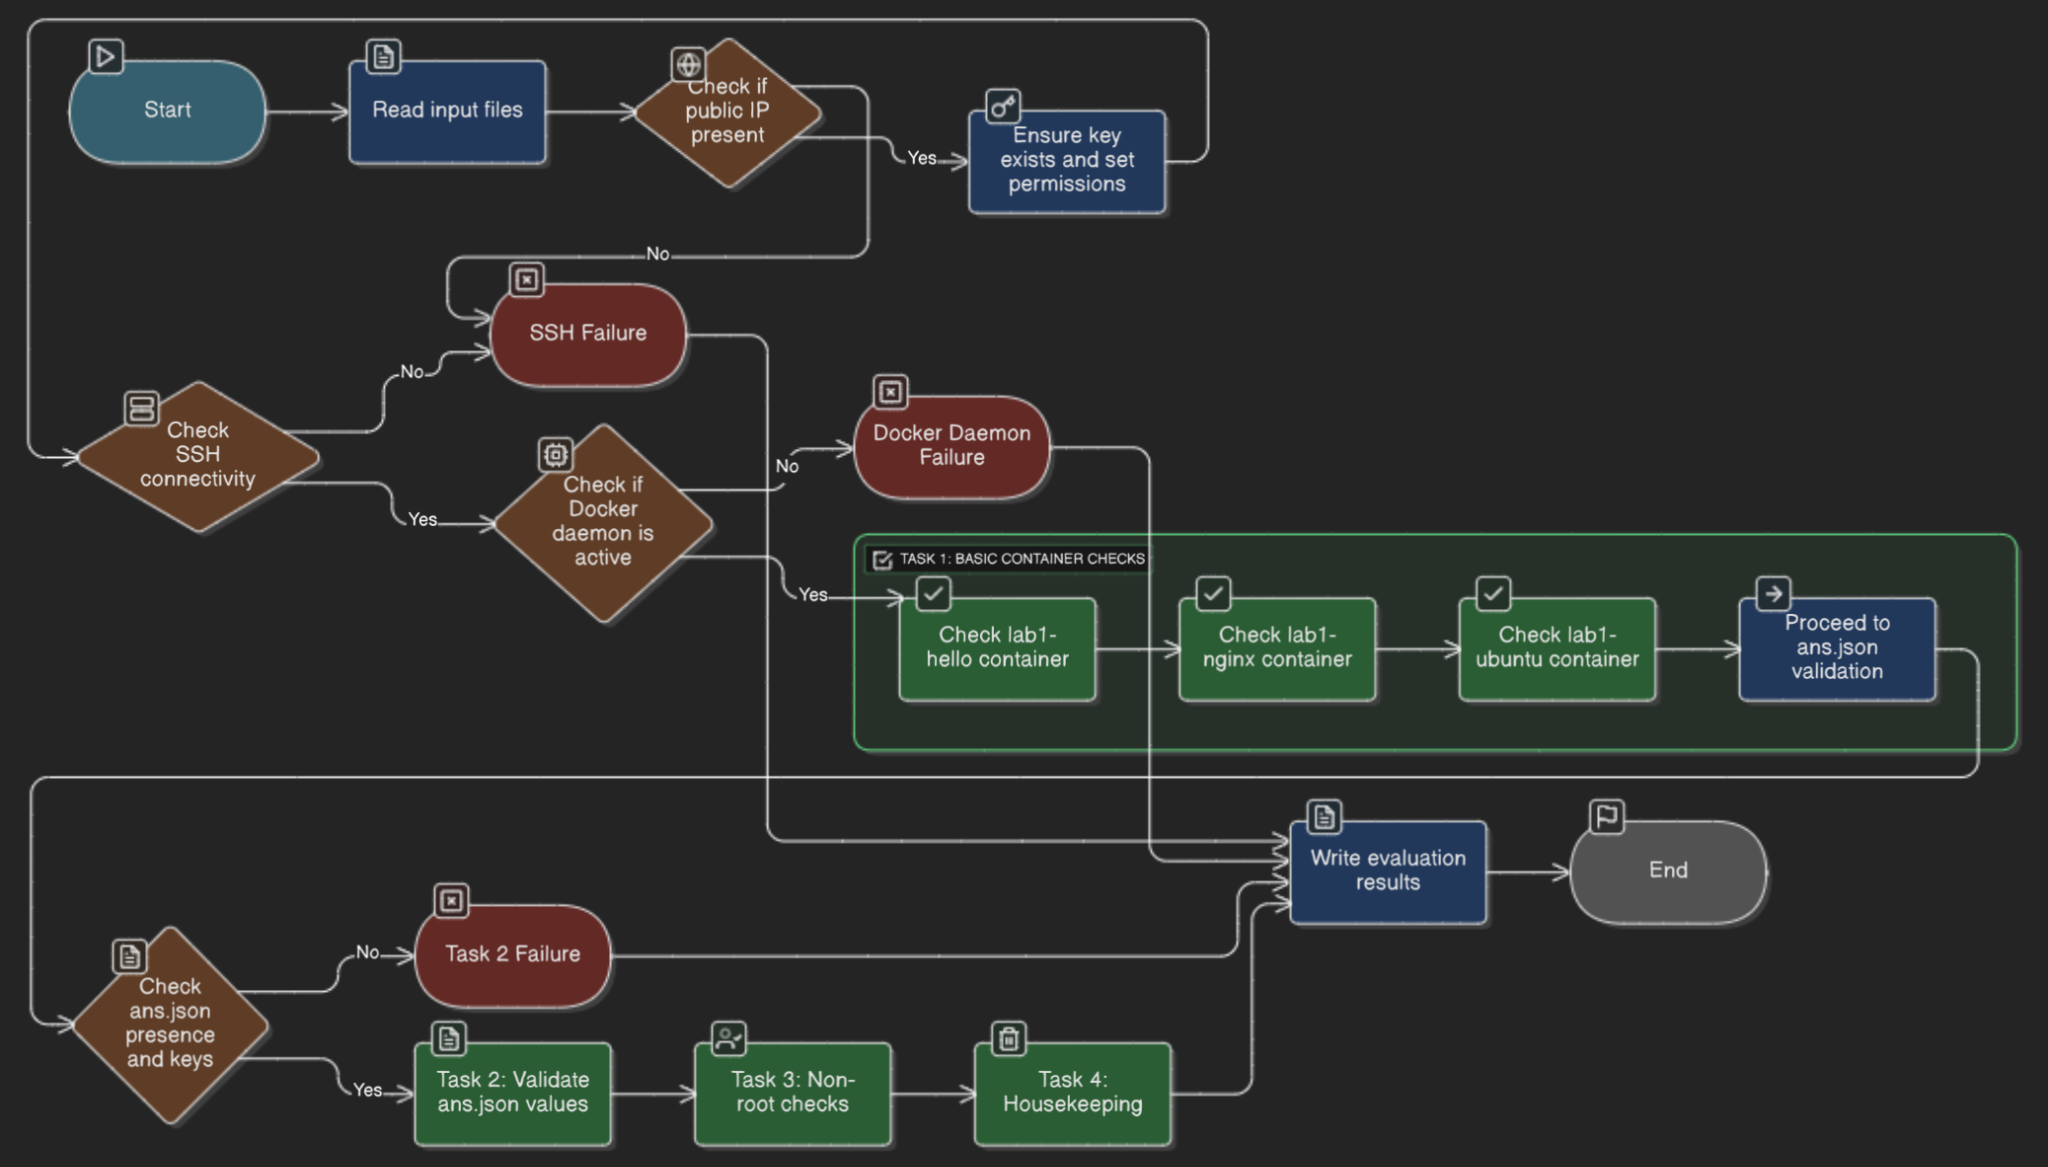 Start
Read input files
Check if
public IP
present
Yes
Ensure key
exists and set
permissions
No
SSH Failure
No
Check
SSH
connectivity
Yes
Check if
Docker
daemon is
active
No
Docker Daemon
Failure
Yes
TASK 1: BASIC CONTAINER CHECKS
Check lab1-
hello container
Check lab1-
nginx container
Check lab1-
ubuntu container
Proceed to
ans.json
validation
Write evaluation
results
End
Check
ans.json
presence
and keys
No
Task 2 Failure
Yes
Task 2: Validate
ans.json values
Task 3: Non-
root checks
Task 4:
Housekeeping